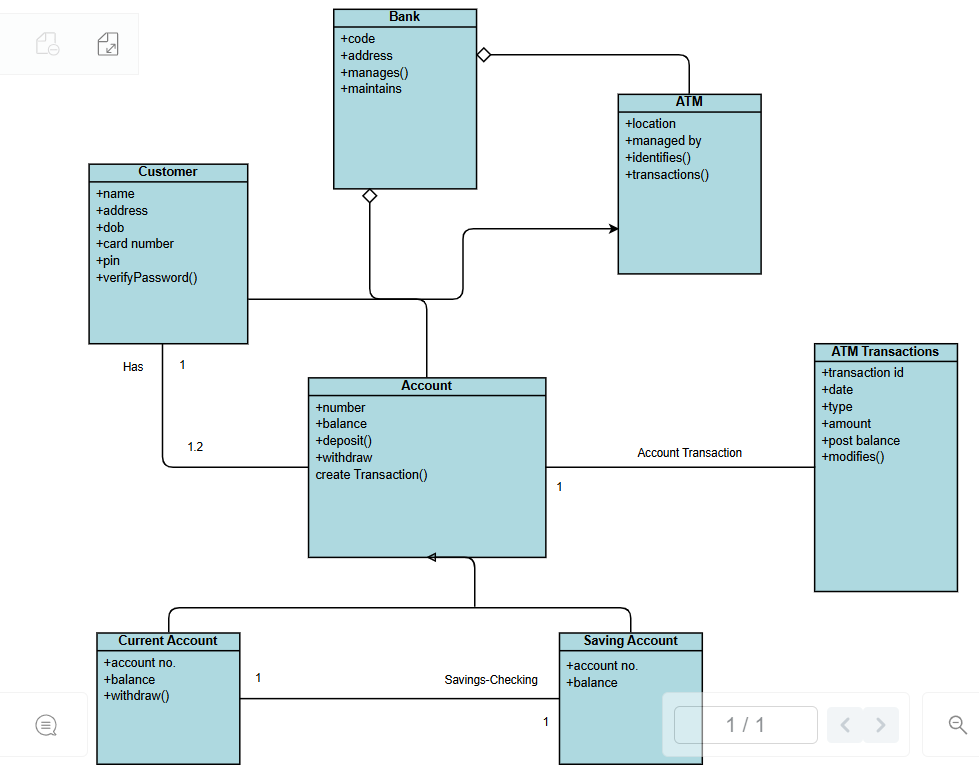 Bank
+code
+address
+manages()
+maintains
ATM
+location
+managed by
+identifies()
+transactions()
Customer
+name
+address
+dob
+card number
+pin
+verifyPassword()
Has
1
1.2
Account
+number
+balance
+deposit()
+withdraw
create Transaction()
Account Transaction
1
ATM Transactions
+transaction id
+date
+type
+amount
+post balance
+modifies()
Current Account
+account no.
+balance
+withdraw()
1
Savings-Checking
1
Saving Account
+account no.
+balance
1 / 1